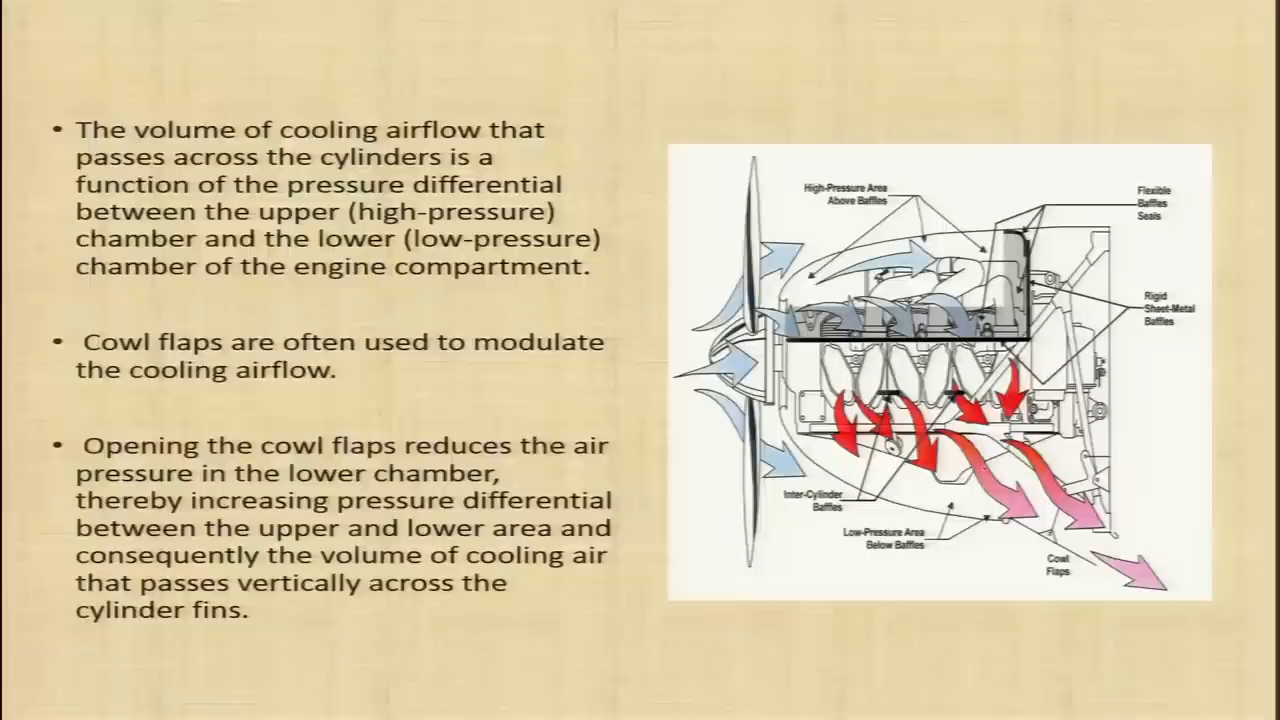 • The volume of cooling airflow that
passes across the cylinders is a
function of the pressure differential
between the upper (high-pressure)
chamber and the lower (low-pressure)
chamber of the engine compartment.
• Cowl flaps are often used to modulate
the cooling airflow.
• Opening the cowl flaps reduces the air
pressure in the lower chamber,
thereby increasing pressure differential
between the upper and lower area and
consequently the volume of cooling air
that passes vertically across the
cylinder fins.
High-Pressure Area
Above Baffles
Flexible
Baffles
Seals
Rigid
Sheet-Metal
Baffles
Inter-Cylinder
Baffles
Low-Pressure Area
Below Baffles
Cowl
Flaps